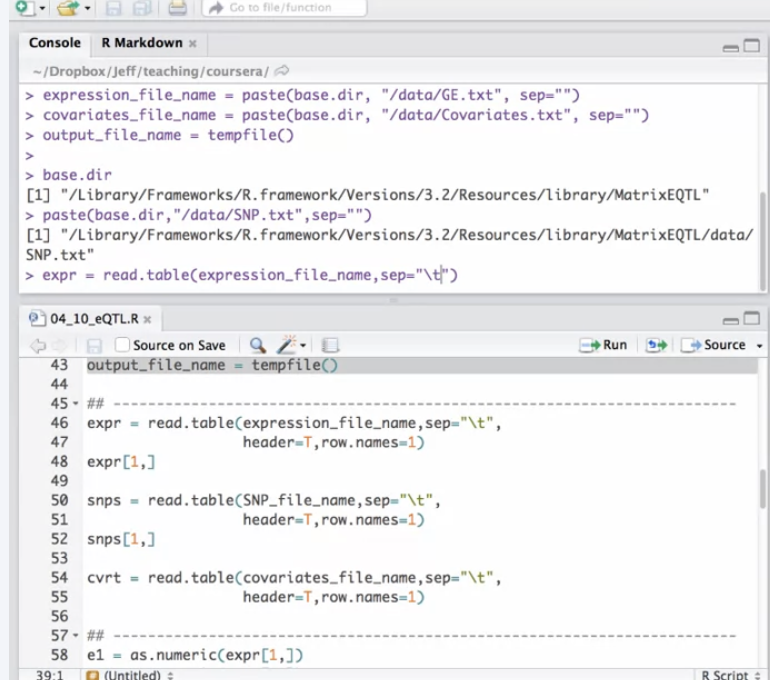 Go to file/function
Console R Markdown
~/Dropbox/Jeff/teaching/coursera/
> expression_file_name = paste(base.dir, "/data/GE.txt", sep="")
> covariates_file_name = paste(base.dir, "/data/Covariates.txt", sep="")
> output_file_name = tempfile()
>
> base.dir
[1] "/Library/Frameworks/R.framework/Versions/3.2/Resources/library/MatrixEQTL"
> paste(base.dir,"/data/SNP.txt",sep="")
[1] "/Library/Frameworks/R.framework/Versions/3.2/Resources/library/MatrixEQTL/data/
SNP.txt"
> expr = read.table(expression_file_name,sep="\t")
04_10_eQTL.R
Source on Save Run Source
43 output_file_name = tempfile()
44
45 ## ---------------------------------------------------------------------
46 expr = read.table(expression_file_name,sep="\t",
47 header=T,row.names=1)
48 expr[1,]
49
50 snps = read.table(SNP_file_name,sep="\t",
51 header=T,row.names=1)
52 snps[1,]
53
54 cvrt = read.table(covariates_file_name,sep="\t",
55 header=T,row.names=1)
56
57 ## ---------------------------------------------------------------------
58 e1 = as.numeric(expr[1,])
39:1 (Untitled) R Script